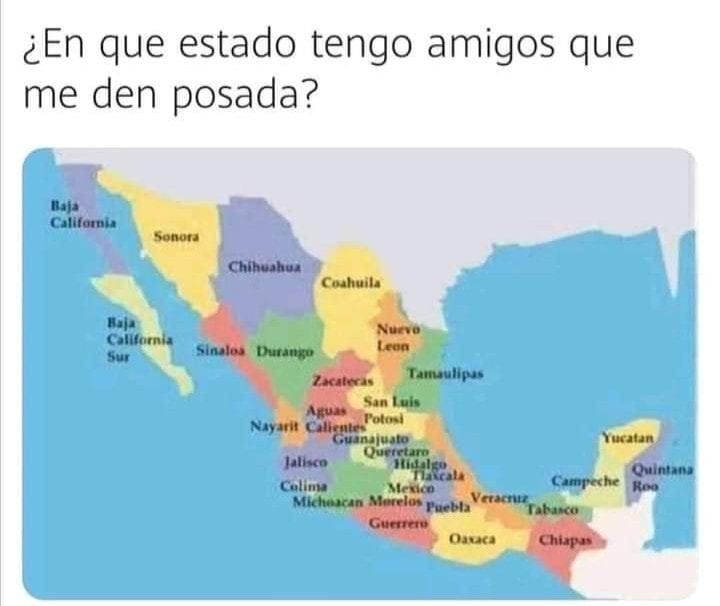 ¿En que estado tengo amigos que
me den posada?
Baja
California
Sonora
Chihuahua
Coahuila
Baja
California
Sur
Sinaloa
Durango
Nuevo
Leon
Tamaulipas
Zacatecas
San Luis
Potosi
Aguas
Calientes
Nayarit
Guanajuato
Queretaro
Hidalgo
Tlaxcala
Jalisco
Colima
Mexico
Michoacan
Morelos
Puebla
Veracruz
Guerrero
Oaxaca
Tabasco
Chiapas
Campeche
Yucatan
Quintana
Roo